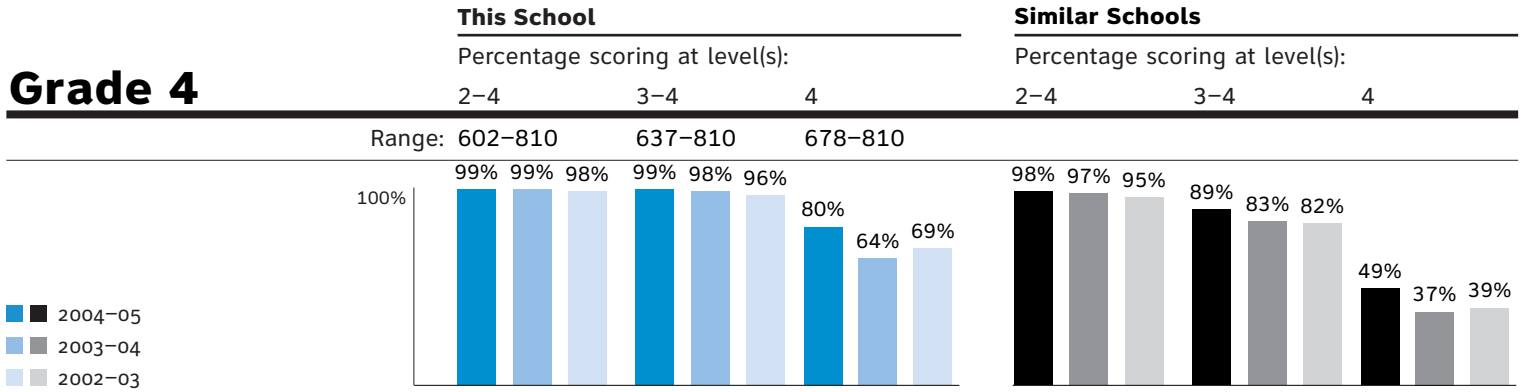 This School
Similar Schools
Percentage scoring at level(s):
Percentage scoring at level(s):
Grade 4
2–4 3–4 4
2–4 3–4 4
Range: 602–810 637–810 678–810
99% 99% 98% 99% 98% 96% 80% 64% 69%
98% 97% 95% 89% 83% 82% 49% 37% 39%
100%
2004–05
2003–04
2002–03